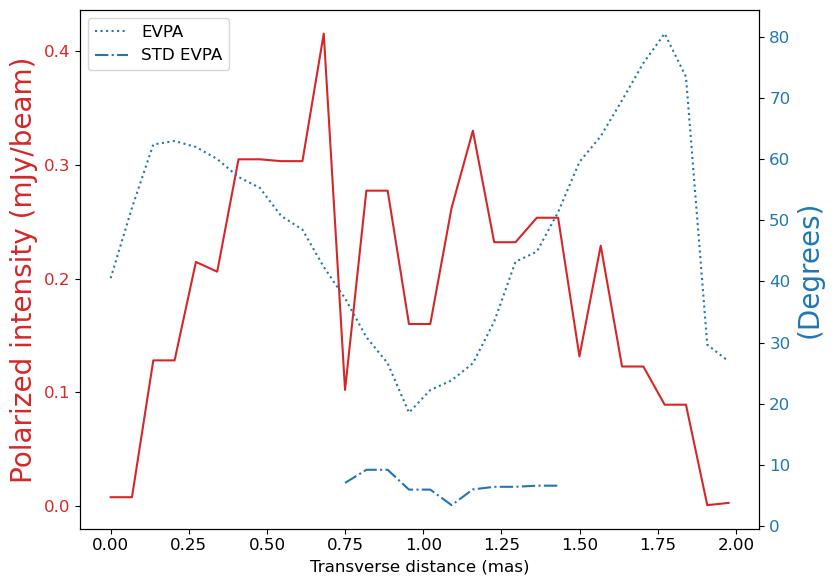 EVPA
STD EVPA
Polarized intensity (mJy/beam)
0.4
0.3
0.2
0.1
0.0
80
70
60
50
40
30
20
10
0
(Degrees)
0.00 0.25 0.50 0.75 1.00 1.25 1.50 1.75 2.00
Transverse distance (mas)